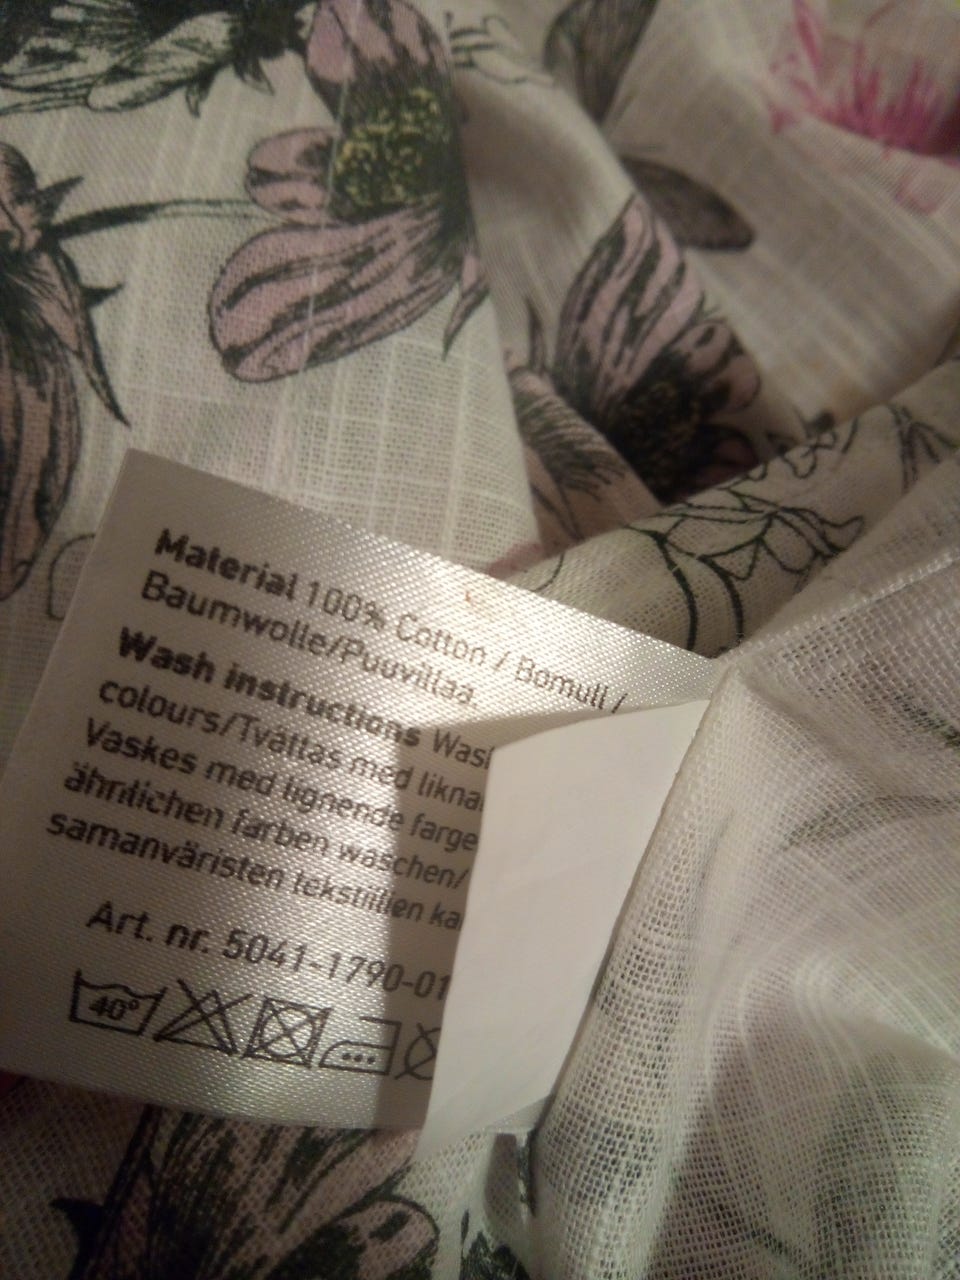 Material 100% Cotton / Bomull /
Baumwolle/Puuvillaa.
Wash instructions
colours/Tvättas med
Vaskes med lignende
ähnlichen farben waschen/
samanväristen tekstiilien
Art. nr. 5041-1790-01
40°